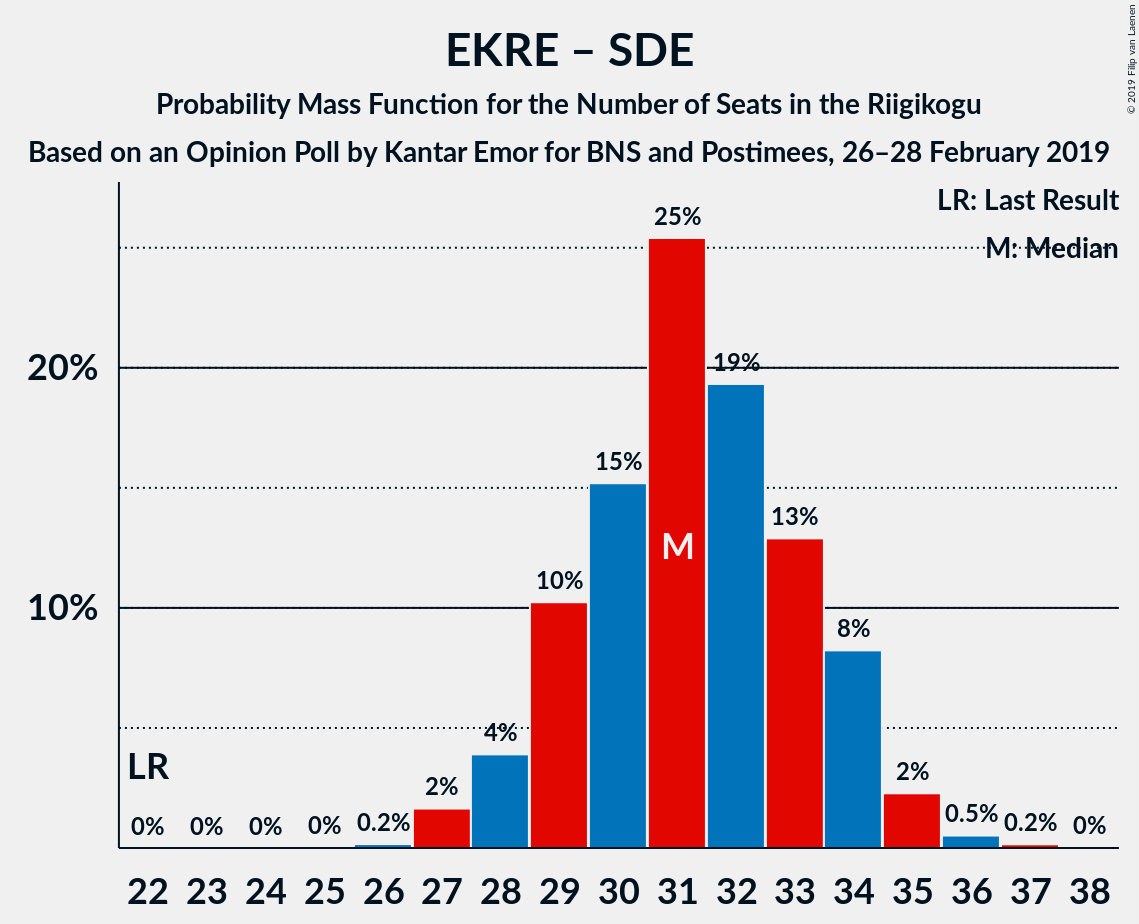 EKRE – SDE
Probability Mass Function for the Number of Seats in the Riigikogu
Based on an Opinion Poll by Kantar Emor for BNS and Postimees, 26–28 February 2019
© 2019 Filip van Laenen
LR: Last Result
M: Median
20%
10%
LR
M
0% 0% 0% 0% 0.2% 2% 4% 10% 15% 25% 19% 13% 8% 2% 0.5% 0.2% 0%
22 23 24 25 26 27 28 29 30 31 32 33 34 35 36 37 38